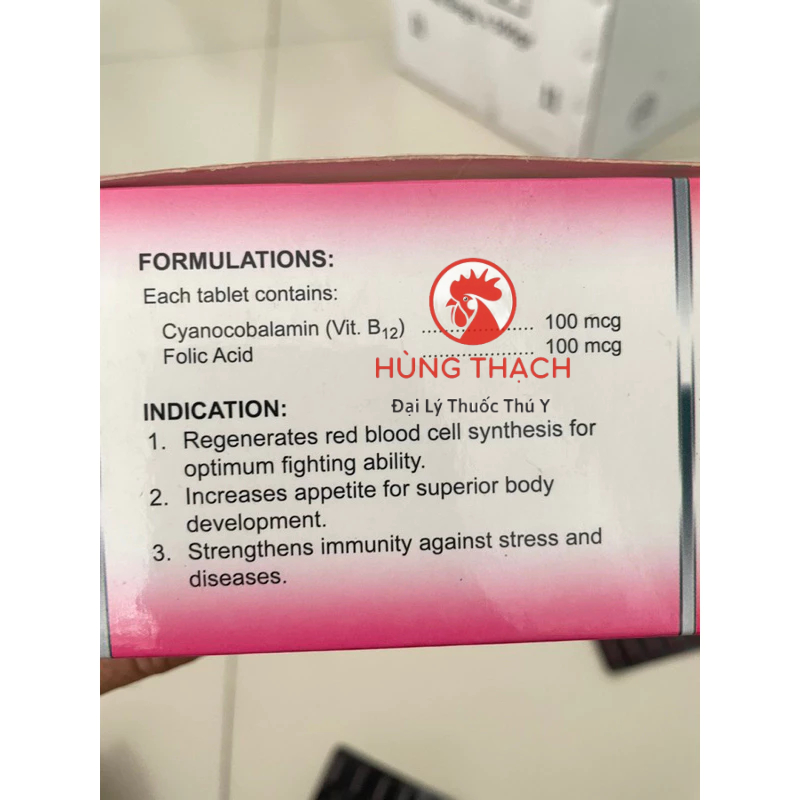 FORMULATIONS:
Each tablet contains:
Cyanocobalamin (Vit. B12) .................... 100 mcg
Folic Acid .................... 100 mcg
HÙNG THẠCH
Đại Lý Thuốc Thú Y
INDICATION:
1. Regenerates red blood cell synthesis for
optimum fighting ability.
2. Increases appetite for superior body
development.
3. Strengthens immunity against stress and
diseases.